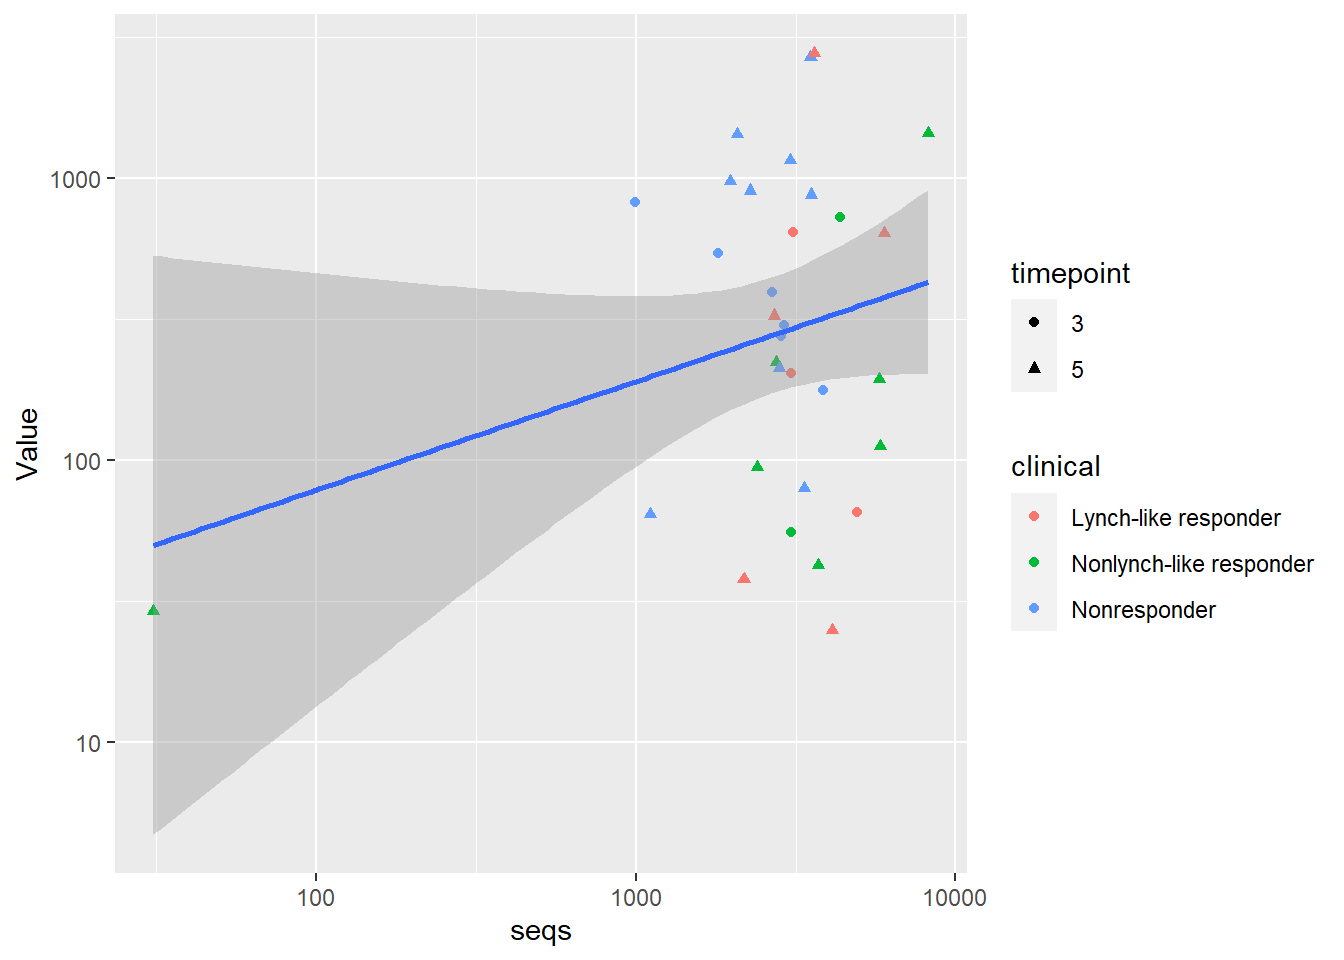 Value
1000
100
10
100
1000
10000
seqs
timepoint
3
5
clinical
Lynch-like responder
Nonlynch-like responder
Nonresponder